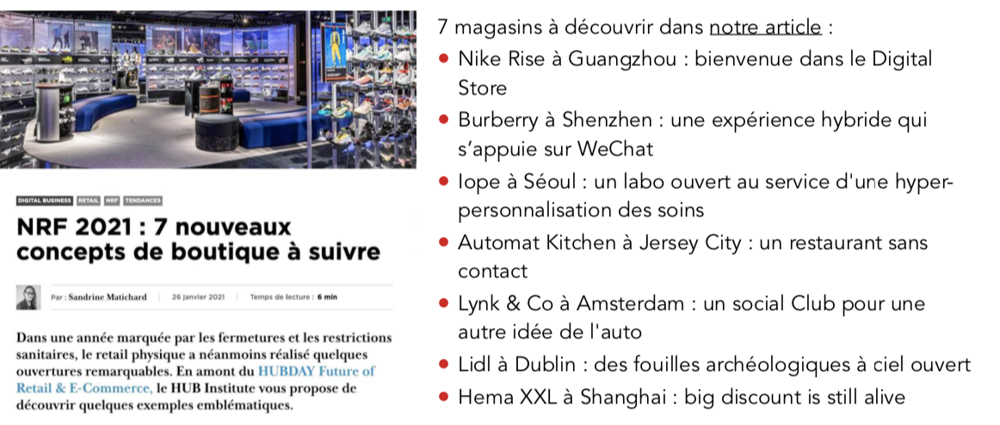 DIGITAL BUSINESS RETAIL NRF TENDANCES
NRF 2021 : 7 nouveaux
concepts de boutique à suivre
Par : Sandrine Matichard 26 janvier 2021 Temps de lecture : 6 min
Dans une année marquée par les fermetures et les restrictions
sanitaires, le retail physique a néanmoins réalisé quelques
ouvertures remarquables. En amont du HUBDAY Future of
Retail & E-Commerce, le HUB Institute vous propose de
découvrir quelques exemples emblématiques.
7 magasins à découvrir dans notre article :
• Nike Rise à Guangzhou : bienvenue dans le Digital
Store
• Burberry à Shenzhen : une expérience hybride qui
s’appuie sur WeChat
• Iope à Séoul : un labo ouvert au service d'une hyper-
personnalisation des soins
• Automat Kitchen à Jersey City : un restaurant sans
contact
• Lynk & Co à Amsterdam : un social Club pour une
autre idée de l'auto
• Lidl à Dublin : des fouilles archéologiques à ciel ouvert
• Hema XXL à Shanghai : big discount is still alive